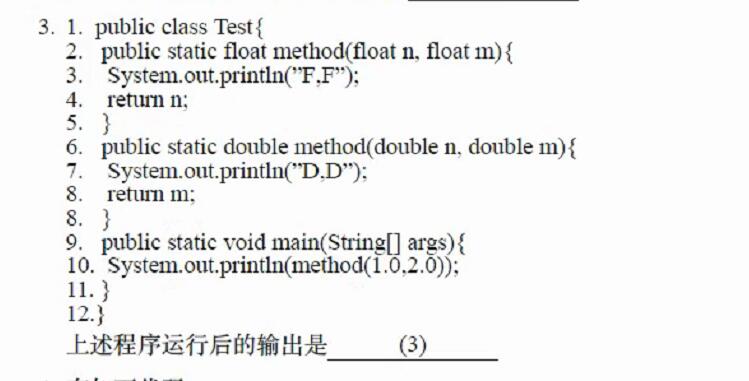 3. 1. public class Test{
2. public static float method(float n, float m){
3. System.out.println(”F,F”);
4. return n;
5. }
6. public static double method(double n, double m){
7. System.out.println(”D,D”);
8. return m;
8. }
9. public static void main(String[] args){
10. System.out.println(method(1.0,2.0));
11. }
12.}
上述程序运行后的输出是 (3)